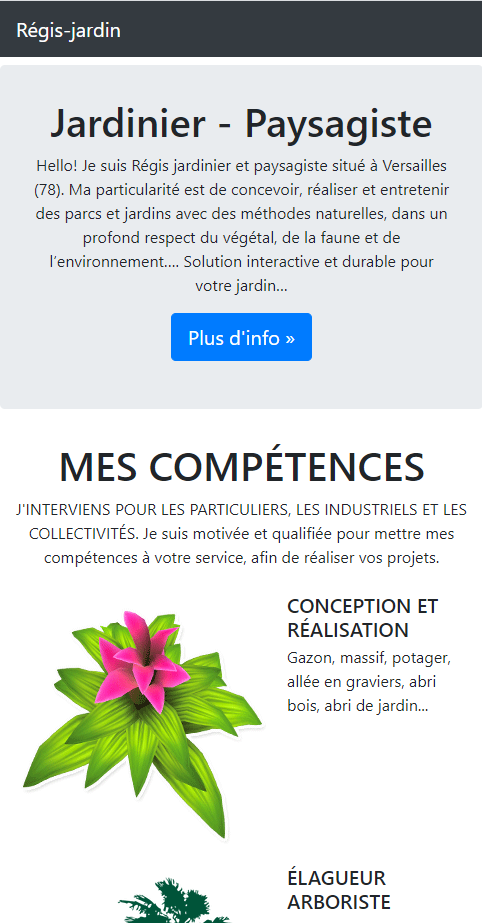 Régis-jardin
Jardinier - Paysagiste
Hello! Je suis Régis jardinier et paysagiste situé à Versailles
(78). Ma particularité est de concevoir, réaliser et entretenir
des parcs et jardins avec des méthodes naturelles, dans un
profond respect du végétal, de la faune et de
l’environnement.... Solution interactive et durable pour
votre jardin...
Plus d'info »
MES COMPÉTENCES
J'INTERVIENS POUR LES PARTICULIERS, LES INDUSTRIELS ET LES
COLLECTIVITÉS. Je suis motivée et qualifiée pour mettre mes
compétences à votre service, afin de réaliser vos projets.
CONCEPTION ET
RÉALISATION
Gazon, massif, potager,
allée en graviers, abri
bois, abri de jardin...
ÉLAGUEUR
ARBORISTE